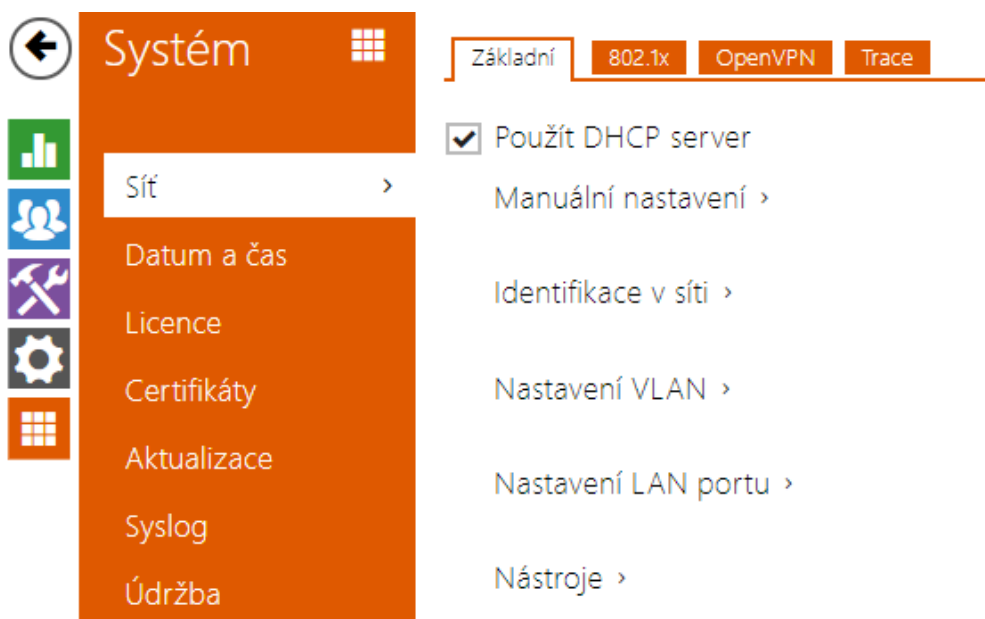 Systém
Síť
Datum a čas
Licence
Certifikáty
Aktualizace
Syslog
Údržba
Základní
802.1x
OpenVPN
Trace
Použít DHCP server
Manuální nastavení
Identifikace v síti
Nastavení VLAN
Nastavení LAN portu
Nástroje